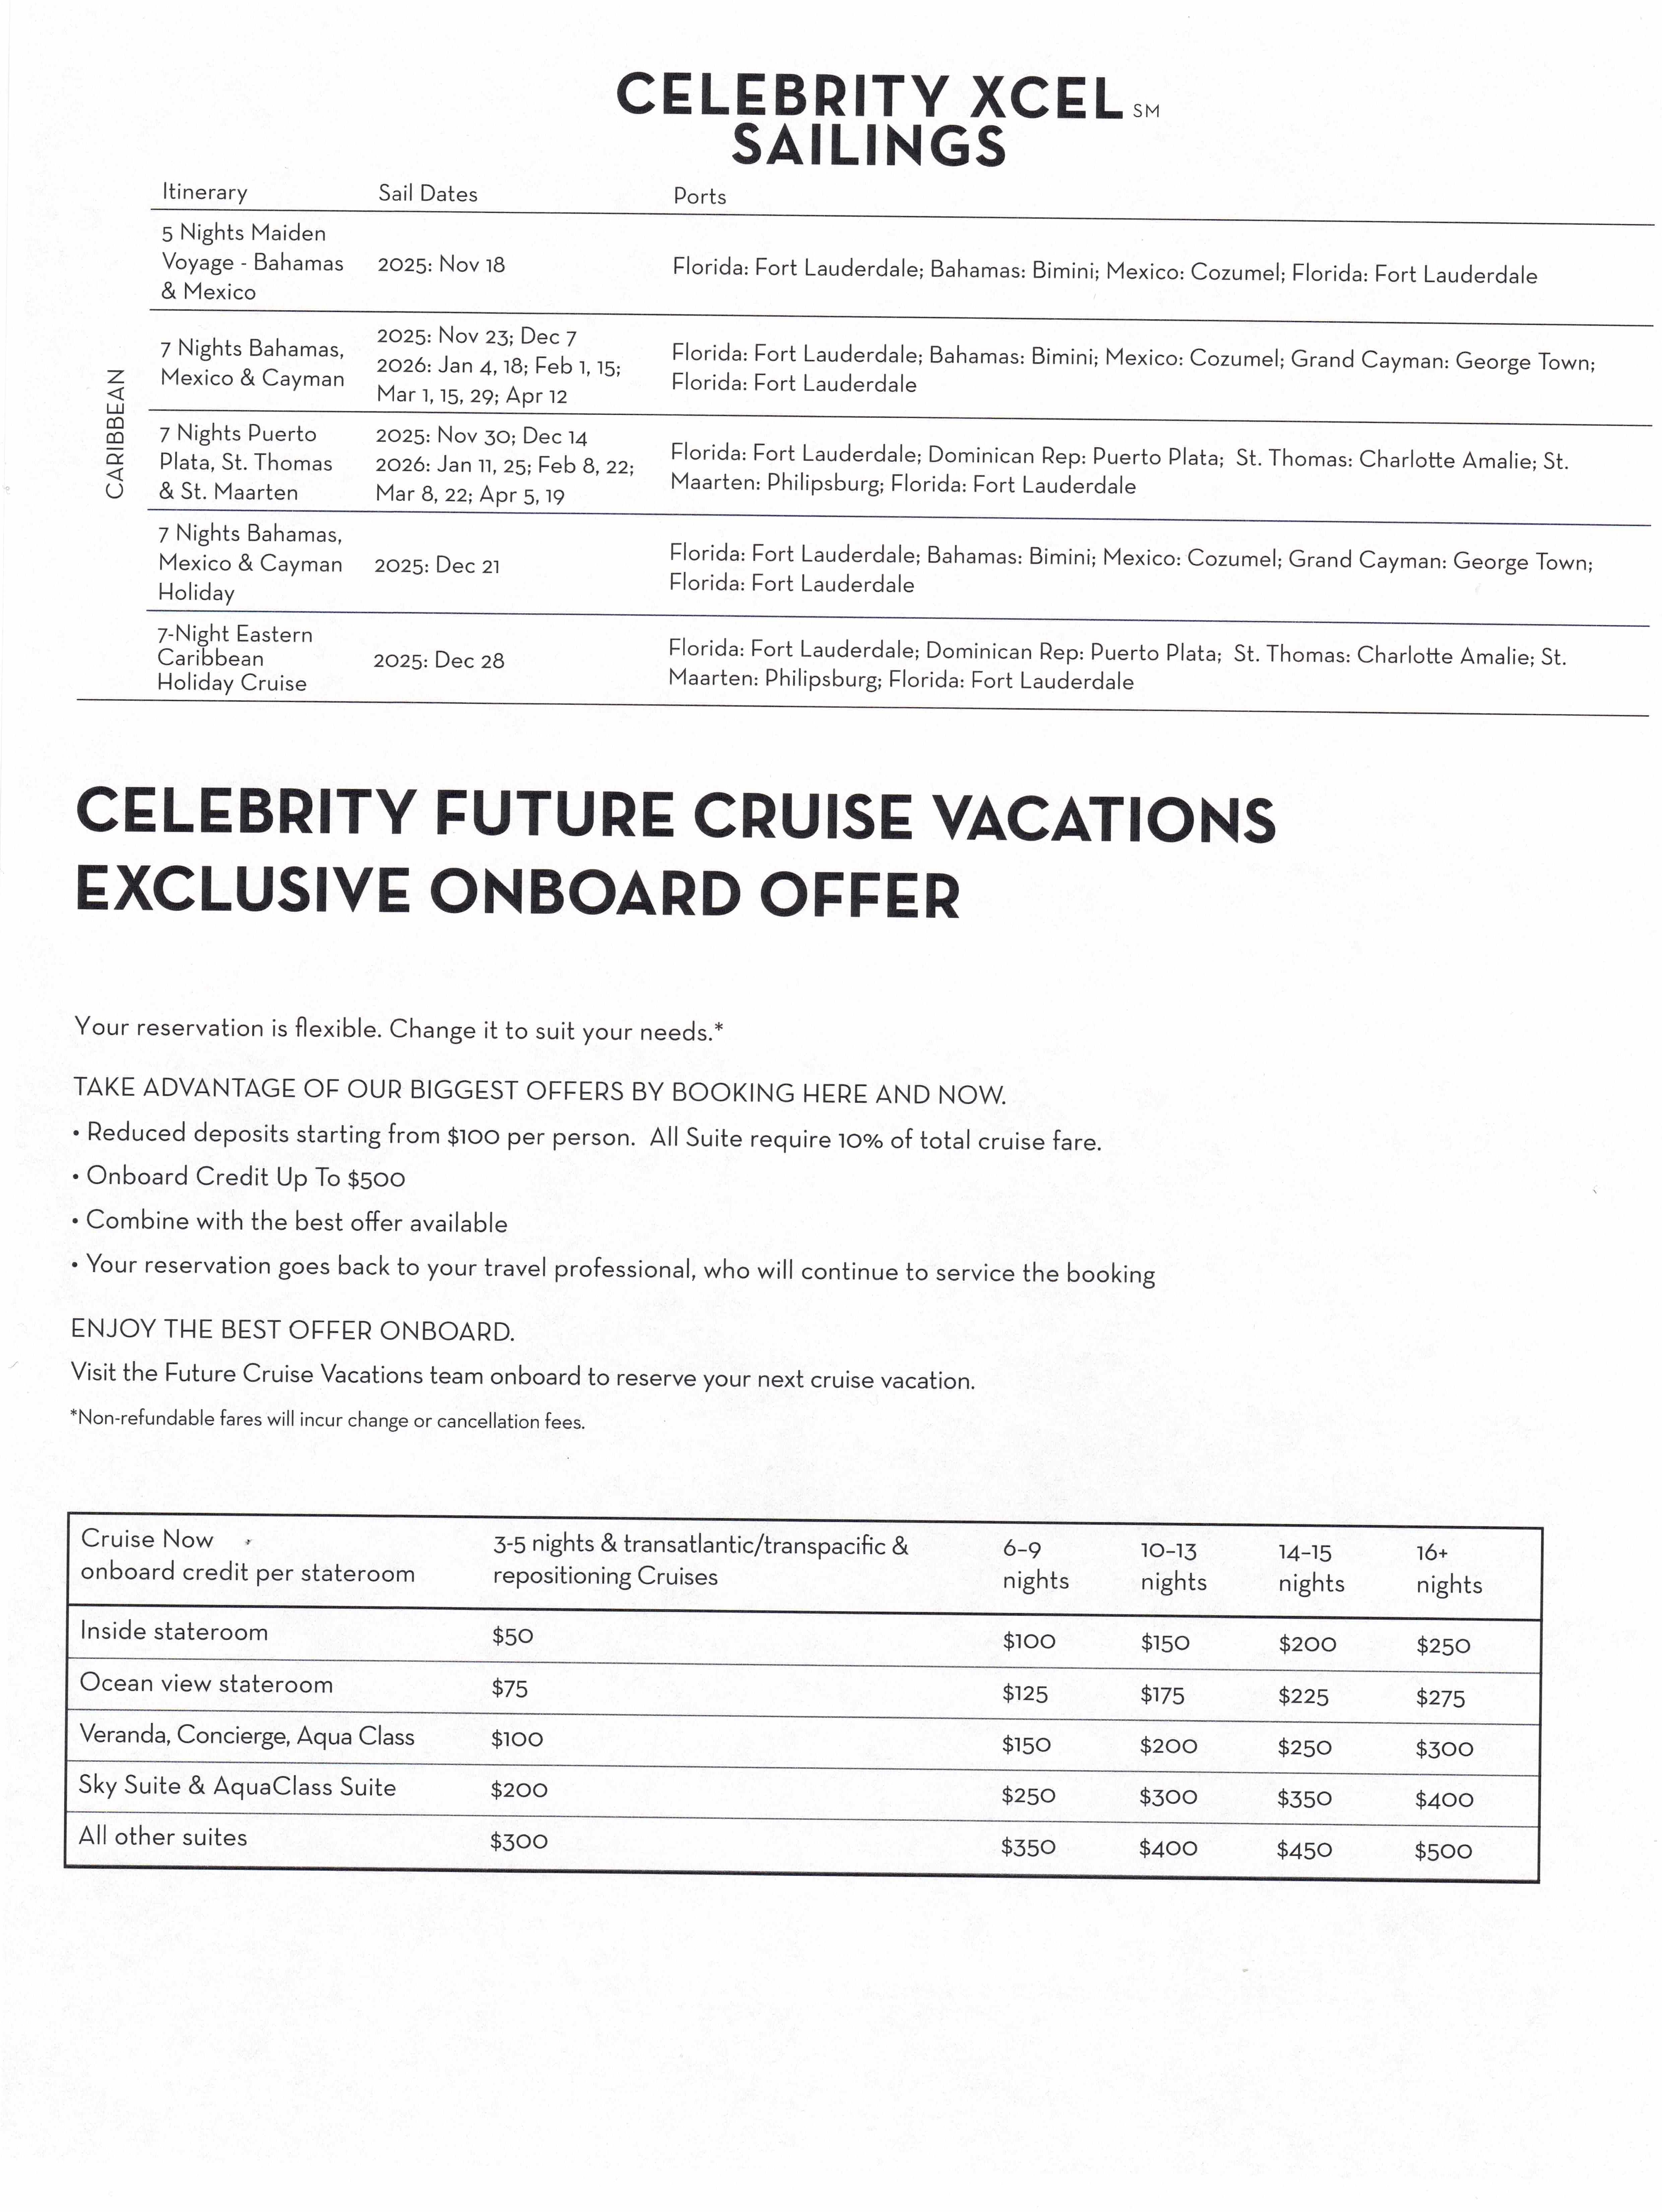 CELEBRITY XCEL SM
SAILINGS
Itinerary Sail Dates Ports
CARIBBEAN
5 Nights Maiden
Voyage - Bahamas
& Mexico
2025: Nov 18
Florida: Fort Lauderdale; Bahamas: Bimini; Mexico: Cozumel; Florida: Fort Lauderdale
7 Nights Bahamas,
Mexico & Cayman
2025: Nov 23; Dec 7
2026: Jan 4, 18; Feb 1, 15;
Mar 1, 15, 29; Apr 12
Florida: Fort Lauderdale; Bahamas: Bimini; Mexico: Cozumel; Grand Cayman: George Town;
Florida: Fort Lauderdale
7 Nights Puerto
Plata, St. Thomas
& St. Maarten
2025: Nov 30; Dec 14
2026: Jan 11, 25; Feb 8, 22;
Mar 8, 22; Apr 5, 19
Florida: Fort Lauderdale; Dominican Rep: Puerto Plata; St. Thomas: Charlotte Amalie; St.
Maarten: Philipsburg; Florida: Fort Lauderdale
7 Nights Bahamas,
Mexico & Cayman
Holiday
2025: Dec 21
Florida: Fort Lauderdale; Bahamas: Bimini; Mexico: Cozumel; Grand Cayman: George Town;
Florida: Fort Lauderdale
7-Night Eastern
Caribbean
Holiday Cruise
2025: Dec 28
Florida: Fort Lauderdale; Dominican Rep: Puerto Plata; St. Thomas: Charlotte Amalie; St.
Maarten: Philipsburg; Florida: Fort Lauderdale
CELEBRITY FUTURE CRUISE VACATIONS
EXCLUSIVE ONBOARD OFFER
Your reservation is flexible. Change it to suit your needs.*
TAKE ADVANTAGE OF OUR BIGGEST OFFERS BY BOOKING HERE AND NOW.
• Reduced deposits starting from $100 per person. All Suite require 10% of total cruise fare.
• Onboard Credit Up To $500
• Combine with the best offer available
• Your reservation goes back to your travel professional, who will continue to service the booking
ENJOY THE BEST OFFER ONBOARD.
Visit the Future Cruise Vacations team onboard to reserve your next cruise vacation.
*Non-refundable fares will incur change or cancellation fees.
Cruise Now
onboard credit per stateroom
3-5 nights & transatlantic/transpacific &
repositioning Cruises
6-9
nights
10-13
nights
14-15
nights
16+
nights
Inside stateroom $50 $100 $150 $200 $250
Ocean view stateroom $75 $125 $175 $225 $275
Veranda, Concierge, Aqua Class $100 $150 $200 $250 $300
Sky Suite & AquaClass Suite $200 $250 $300 $350 $400
All other suites $300 $350 $400 $450 $500